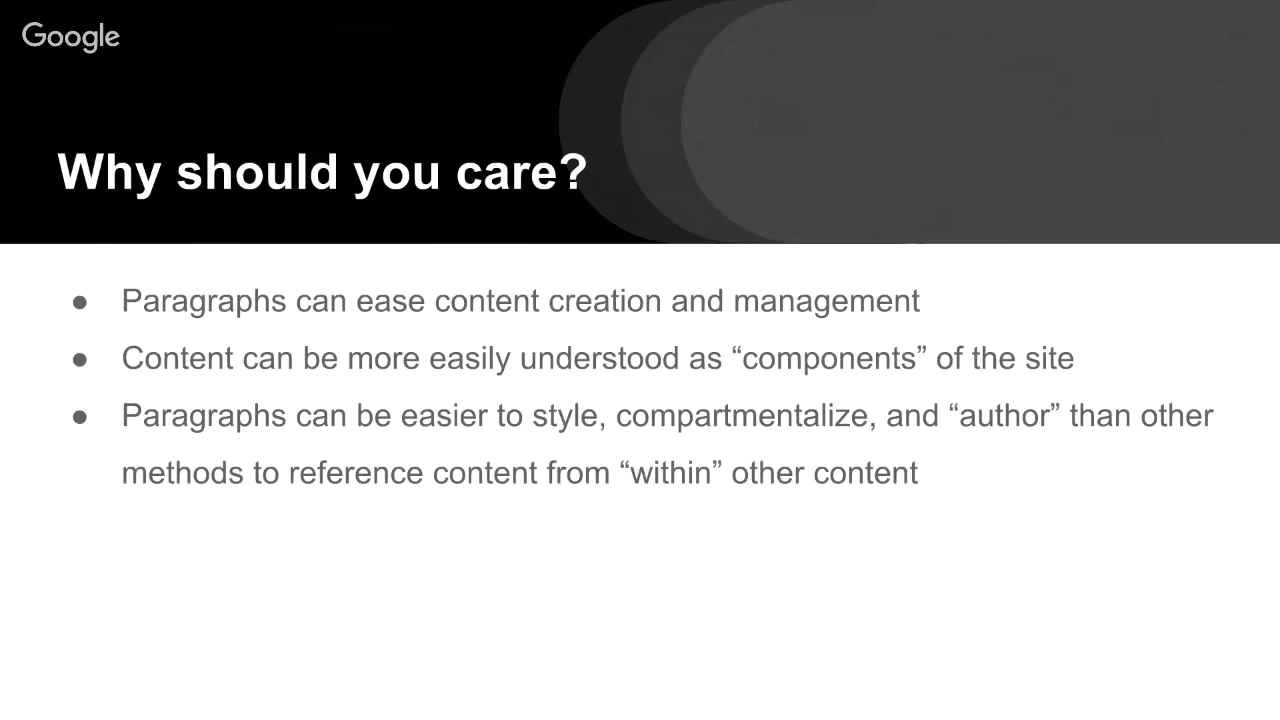 Google
Why should you care?
● Paragraphs can ease content creation and management
● Content can be more easily understood as “components” of the site
● Paragraphs can be easier to style, compartmentalize, and “author” than other
methods to reference content from “within” other content